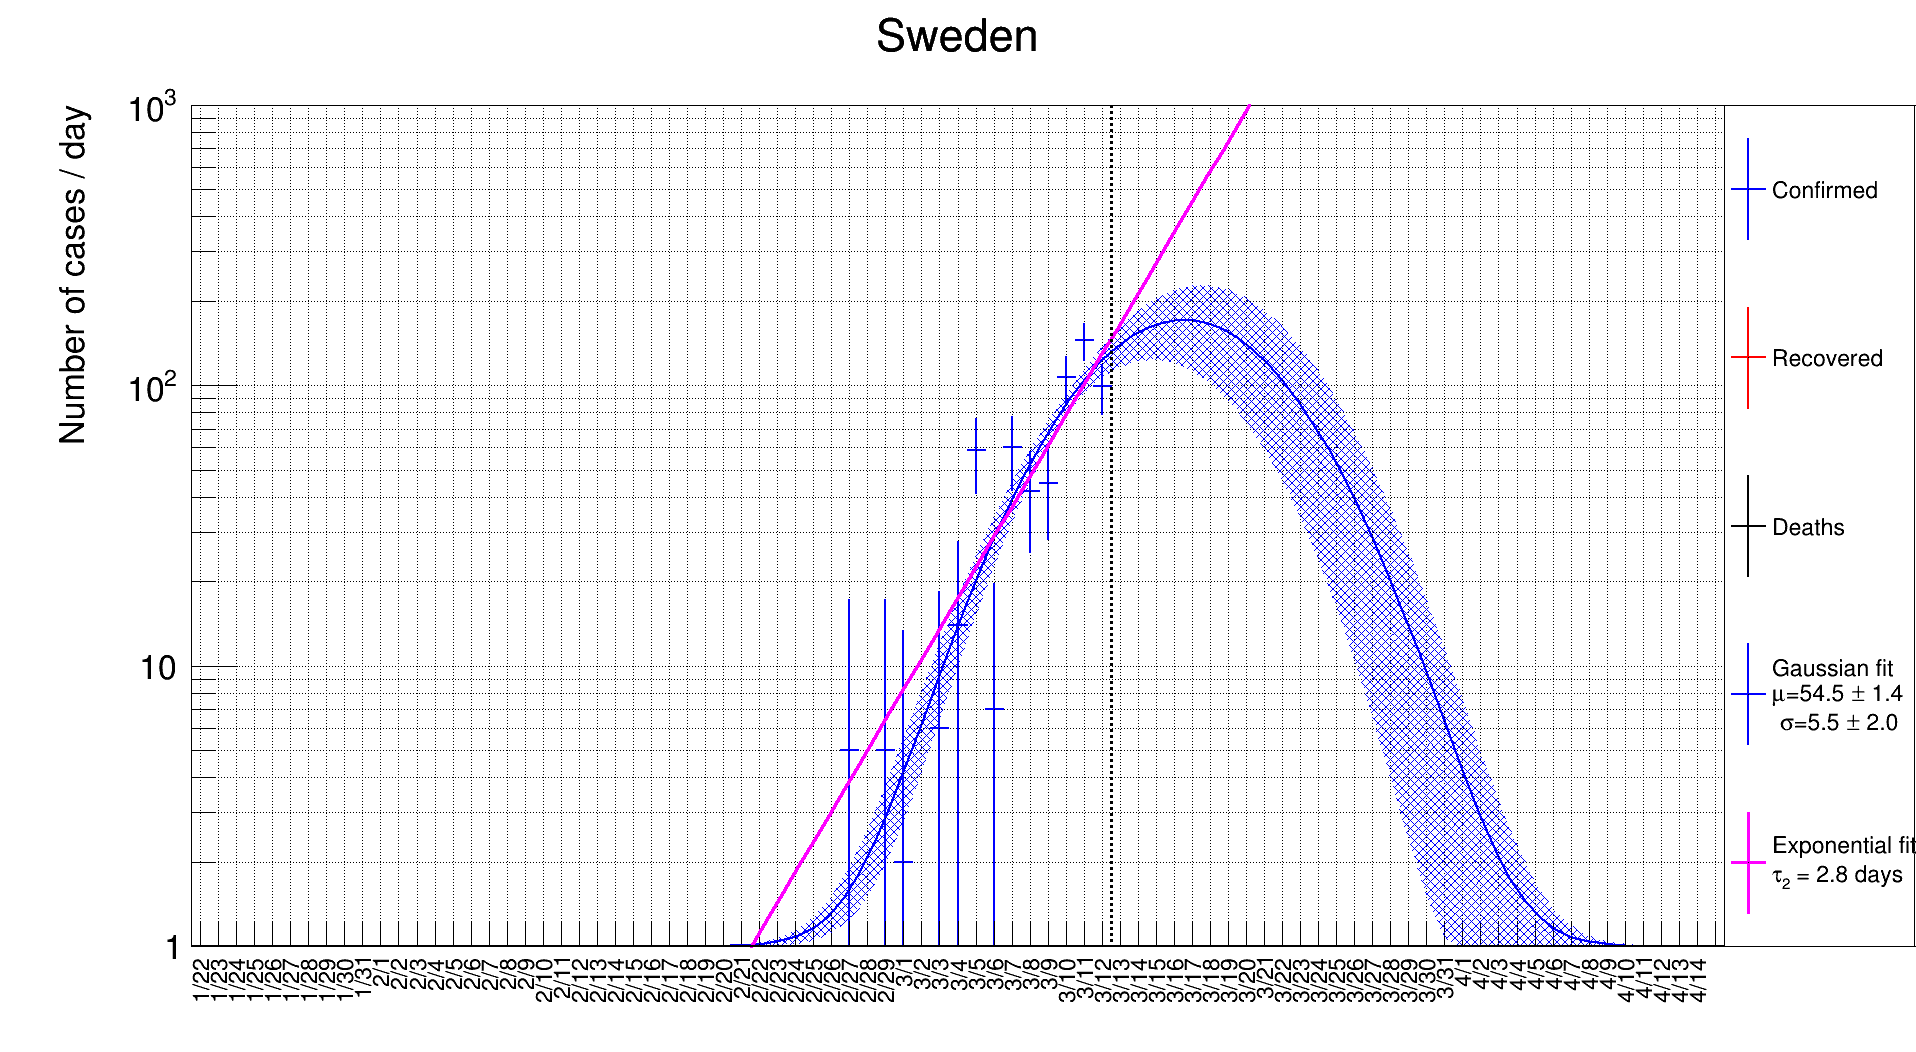 Sweden
Number of cases / day
10³
10²
10
1
1/22 1/23 1/24 1/25 1/26 1/27 1/28 1/29 1/30 1/31 2/1 2/2 2/3 2/4 2/5 2/6 2/7 2/8 2/9 2/10 2/11 2/12 2/13 2/14 2/15 2/16 2/17 2/18 2/19 2/20 2/21 2/22 2/23 2/24 2/25 2/26 2/27 2/28 2/29 3/1 3/2 3/3 3/4 3/5 3/6 3/7 3/8 3/9 3/10 3/11 3/12 3/13 3/14 3/15 3/16 3/17 3/18 3/19 3/20 3/21 3/22 3/23 3/24 3/25 3/26 3/27 3/28 3/29 3/30 3/31 4/1 4/2 4/3 4/4 4/5 4/6 4/7 4/8 4/9 4/10 4/11 4/12 4/13 4/14
Confirmed
Recovered
Deaths
Gaussian fit
μ=54.5 ± 1.4
σ=5.5 ± 2.0
Exponential fit
τ₂ = 2.8 days